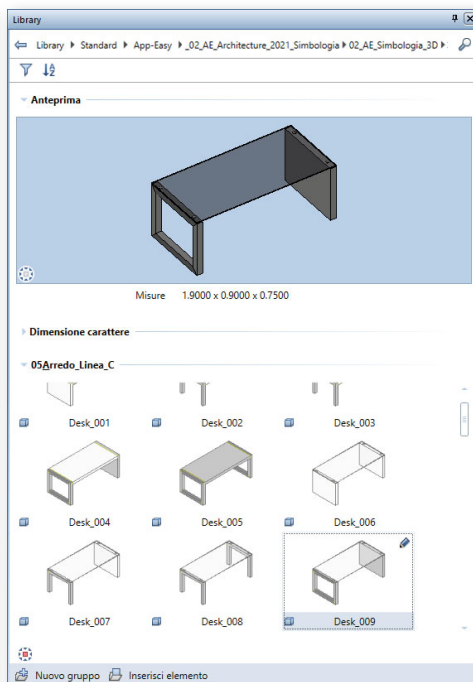 Library
Library Standard App-Easy _02_AE_Architecture_2021_Simbologia 02_AE_Simbologia_3D
Anteprima
Misure 1.9000 x 0.9000 x 0.7500
Dimensione carattere
05Arredo_Linea_C
Desk_001 Desk_002 Desk_003
Desk_004 Desk_005 Desk_006
Desk_007 Desk_008 Desk_009
Nuovo gruppo Inserisci elemento